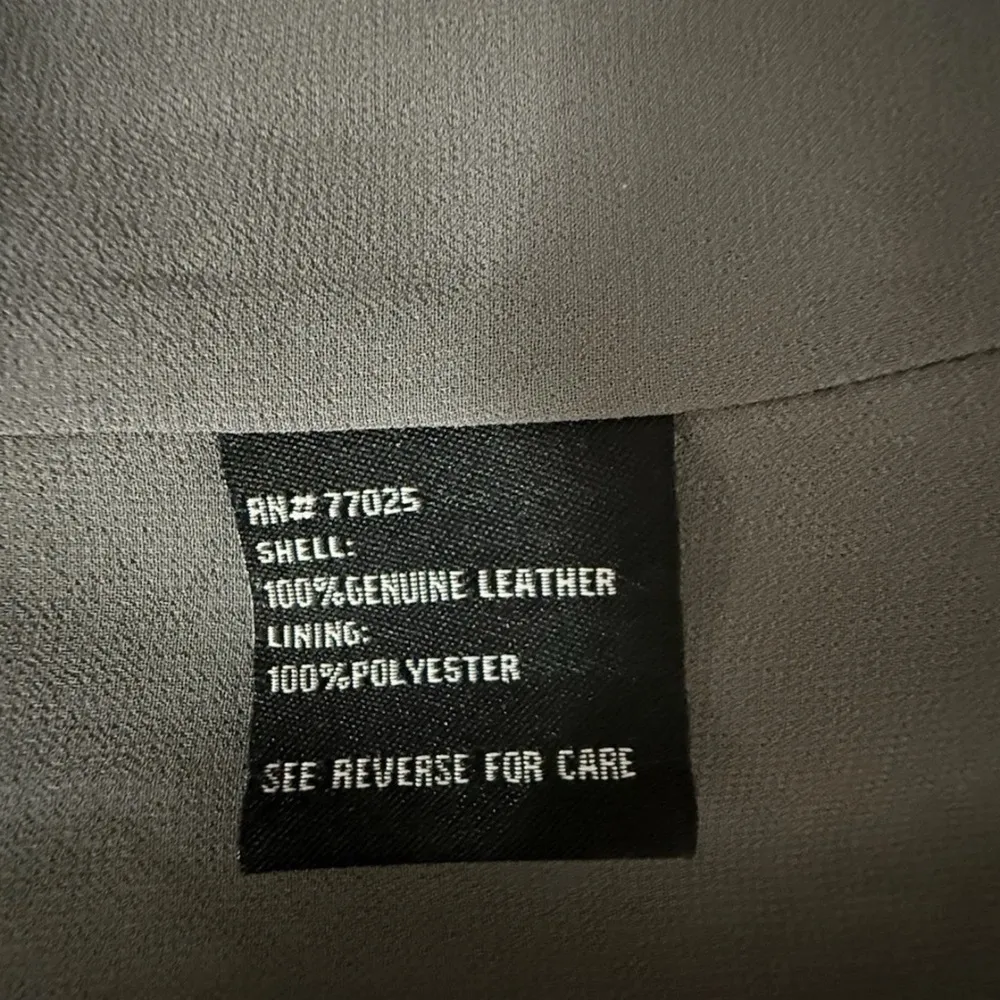 RN# 77025
SHELL:
100%GENUINE LEATHER
LINING:
100%POLYESTER
SEE REVERSE FOR CARE